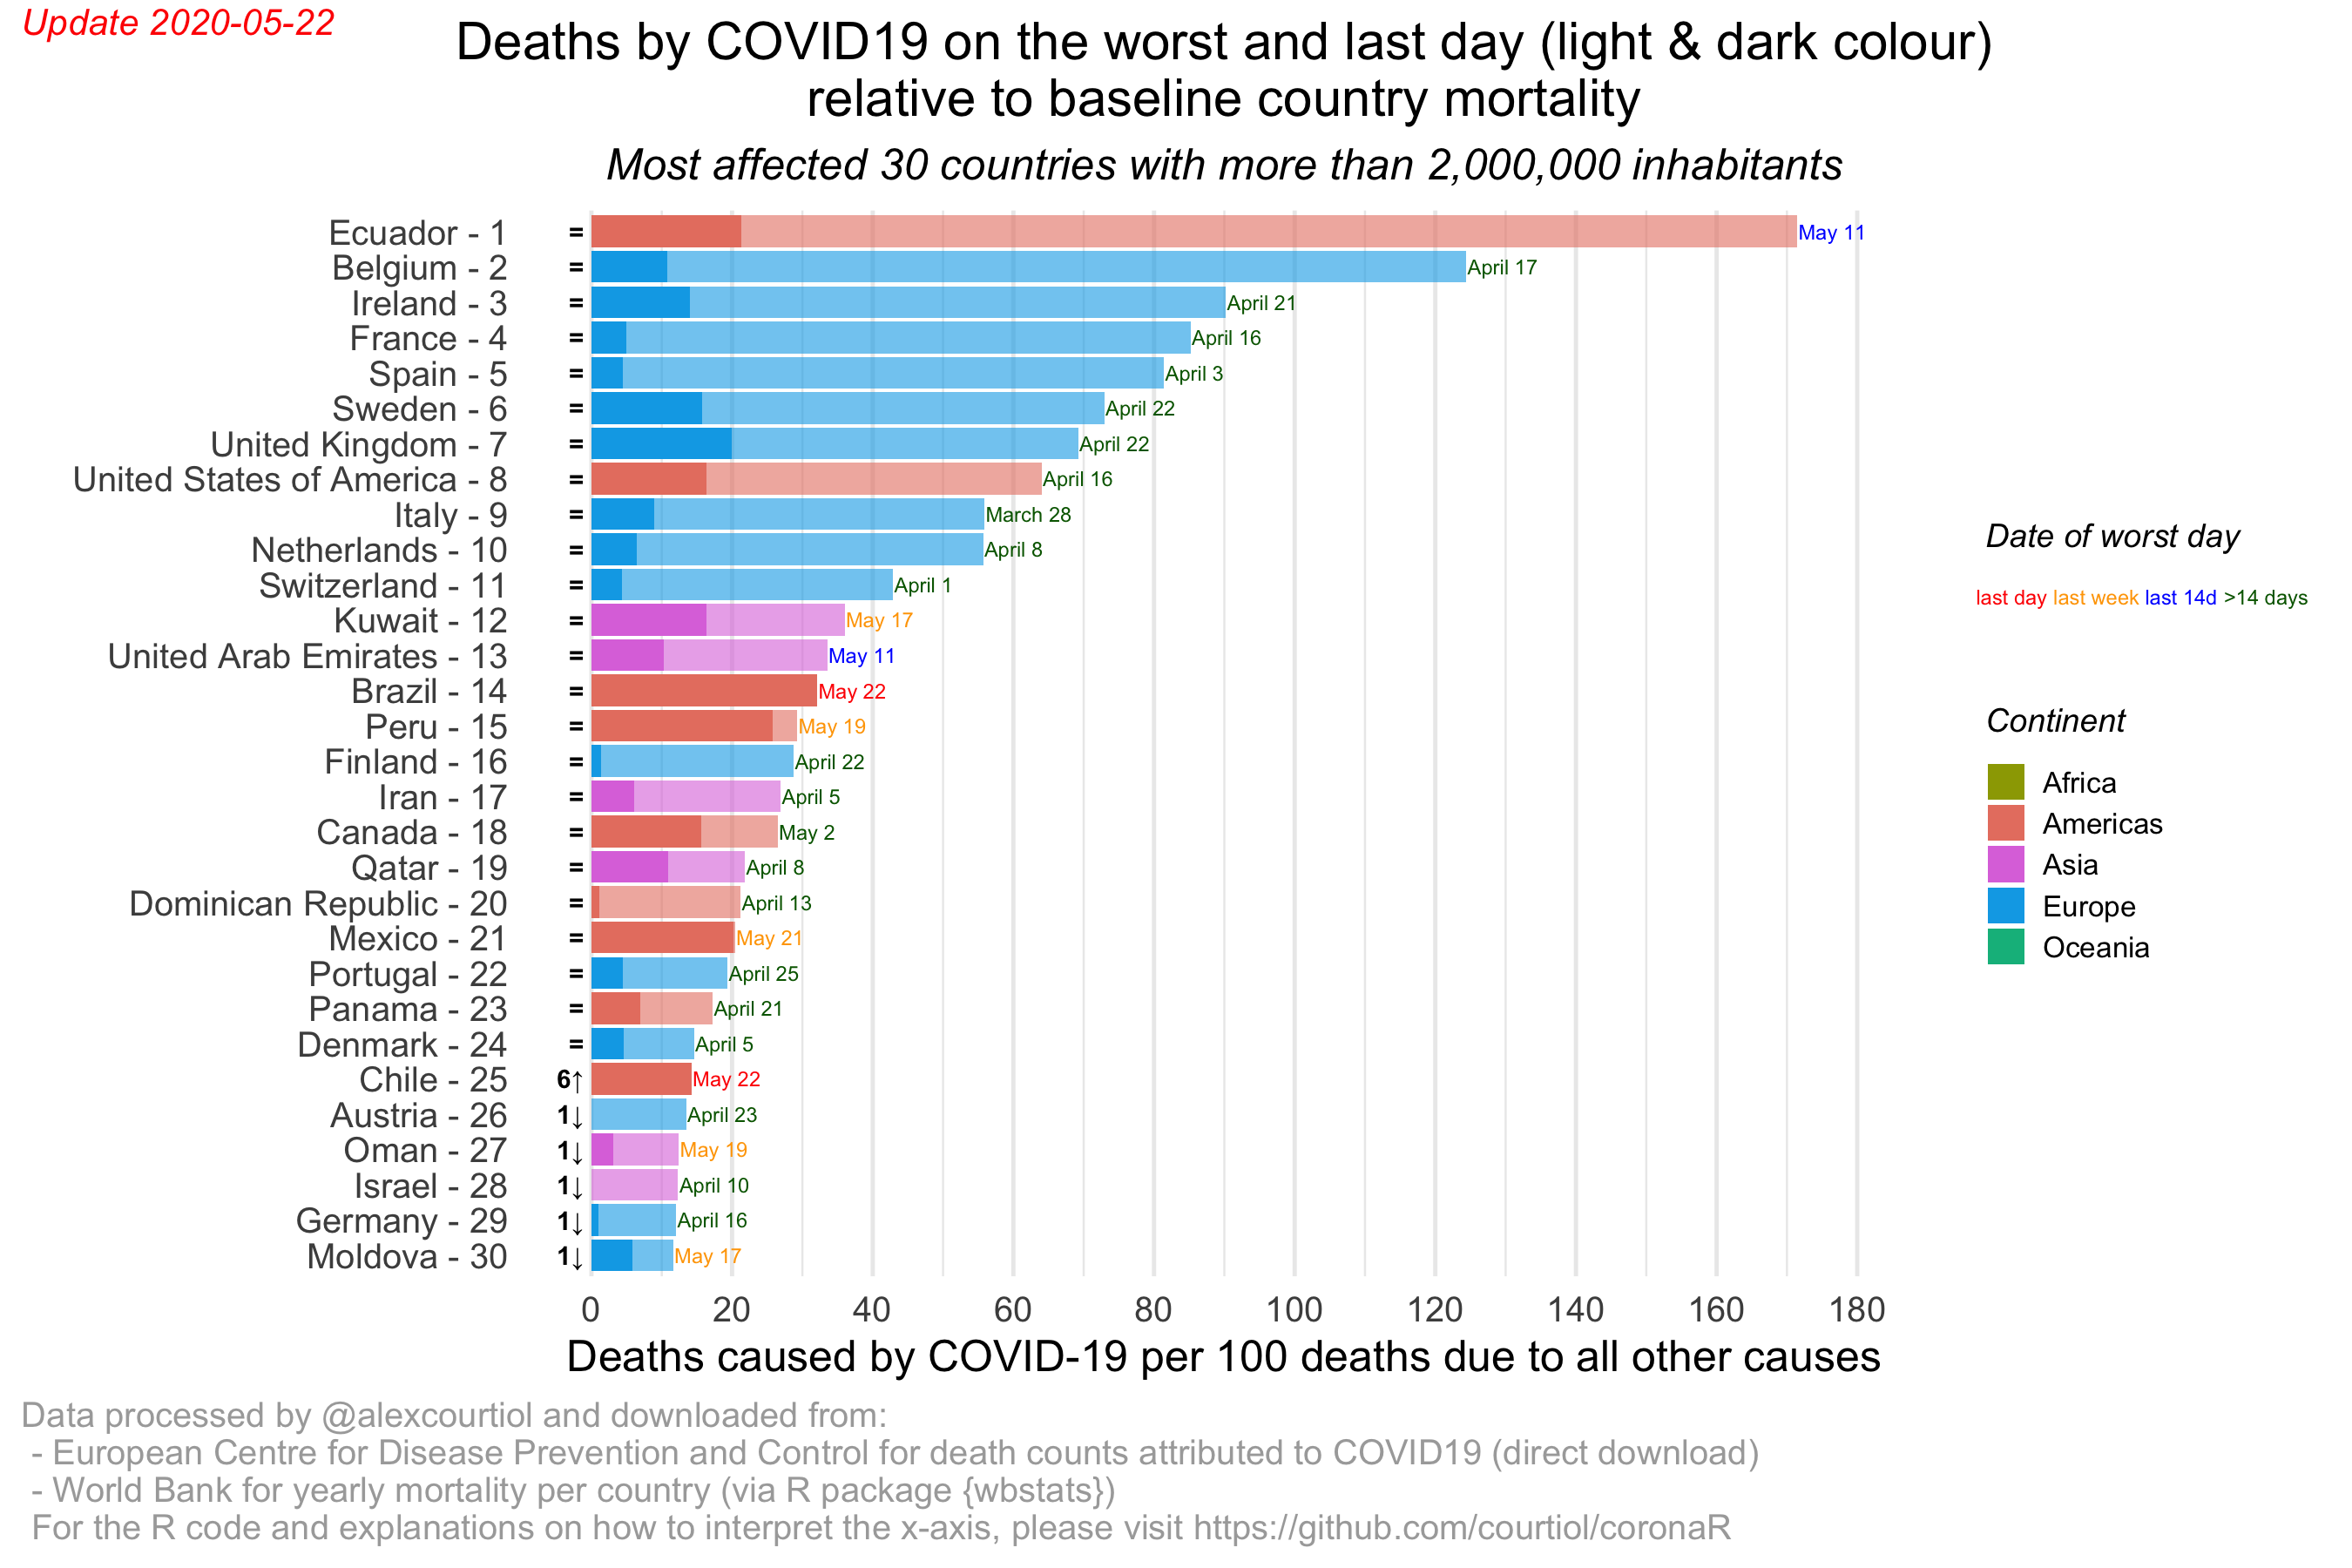 Update 2020-05-22
Deaths by COVID19 on the worst and last day (light & dark colour)
relative to baseline country mortality
Most affected 30 countries with more than 2,000,000 inhabitants
Ecuador - 1 = May 11
Belgium - 2 = April 17
Ireland - 3 = April 21
France - 4 = April 16
Spain - 5 = April 3
Sweden - 6 = April 22
United Kingdom - 7 = April 22
United States of America - 8 = April 16
Italy - 9 = March 28
Netherlands - 10 = April 8
Switzerland - 11 = April 1
Kuwait - 12 = May 17
United Arab Emirates - 13 = May 11
Brazil - 14 = May 22
Peru - 15 = May 19
Finland - 16 = April 22
Iran - 17 = April 5
Canada - 18 = May 2
Qatar - 19 = April 8
Dominican Republic - 20 = April 13
Mexico - 21 = May 21
Portugal - 22 = April 25
Panama - 23 = April 21
Denmark - 24 = April 5
Chile - 25 6↑ May 22
Austria - 26 1↓ April 23
Oman - 27 1↓ May 19
Israel - 28 1↓ April 10
Germany - 29 1↓ April 16
Moldova - 30 1↓ May 17
0 20 40 60 80 100 120 140 160 180
Deaths caused by COVID-19 per 100 deaths due to all other causes
Date of worst day
last day last week last 14d >14 days
Continent
Africa
Americas
Asia
Europe
Oceania
Data processed by @alexcourtiol and downloaded from:
- European Centre for Disease Prevention and Control for death counts attributed to COVID19 (direct download)
- World Bank for yearly mortality per country (via R package {wbstats})
For the R code and explanations on how to interpret the x-axis, please visit https://github.com/courtiol/coronaR